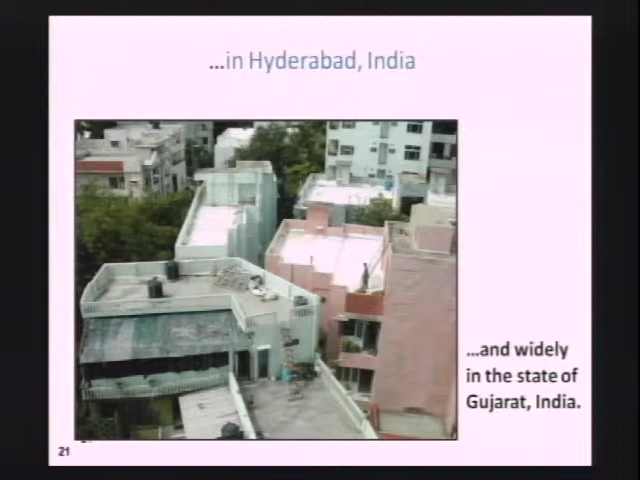 ...in Hyderabad, India
...and widely
in the state of
Gujarat, India.
21